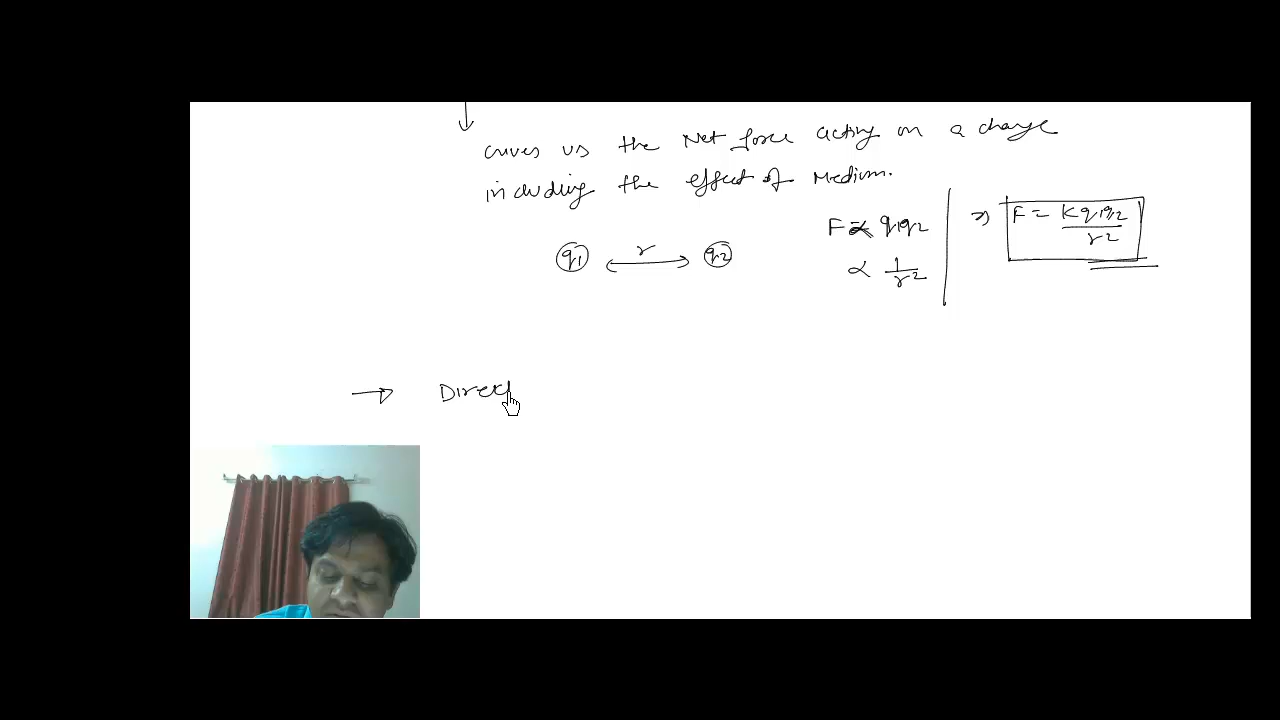 Gives us the Net force acting on a charge
including the effect of Medium.
q1 r q2
F ∝ q1q2
∝ 1/r2
⇒ F = Kq1q2/r2
→ Direct